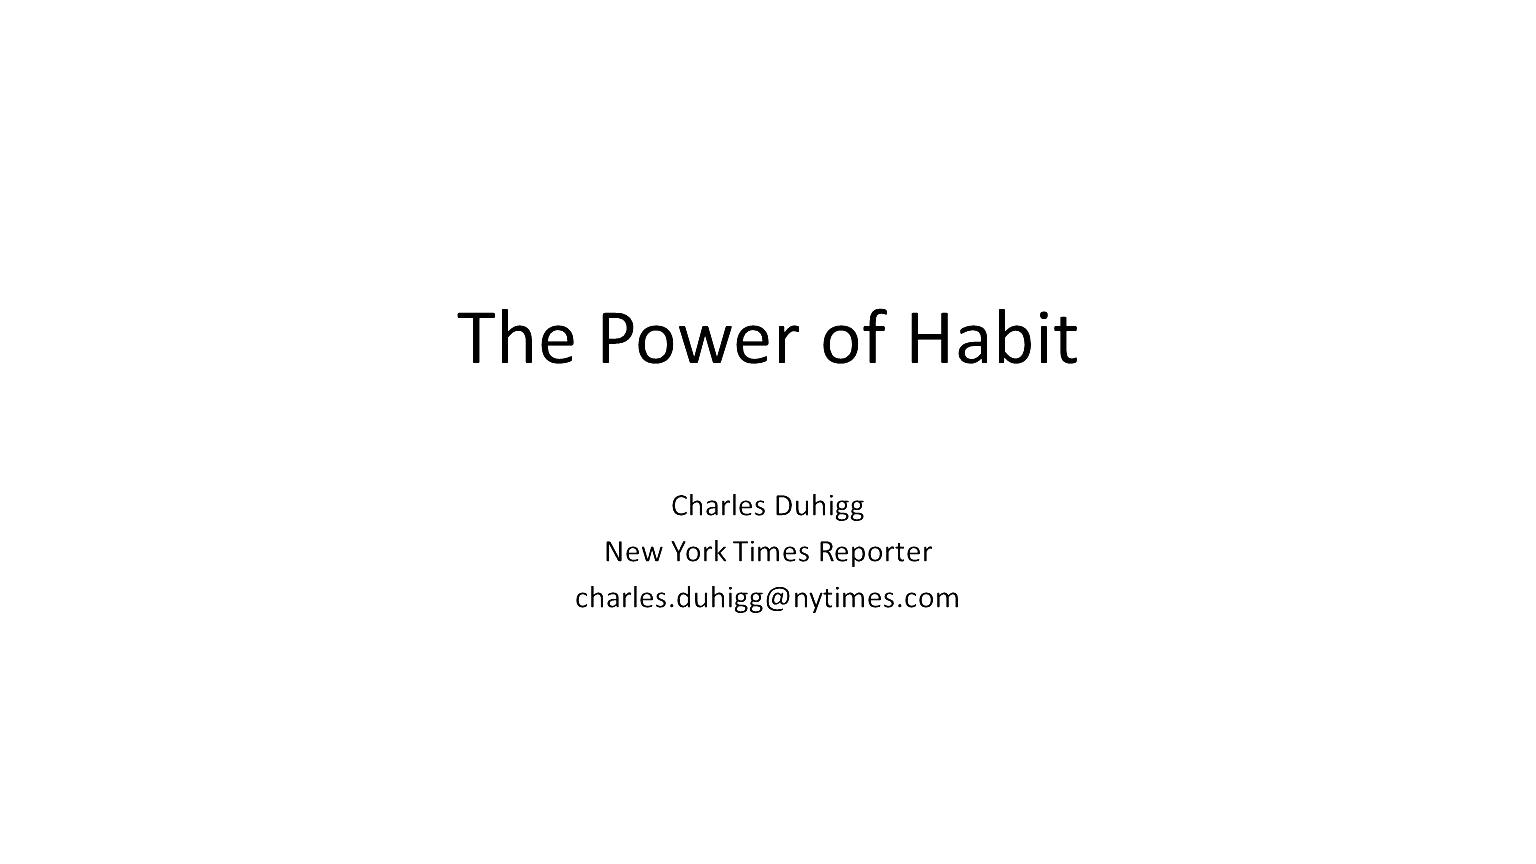 The Power of Habit
Charles Duhigg
New York Times Reporter
charles.duhigg@nytimes.com